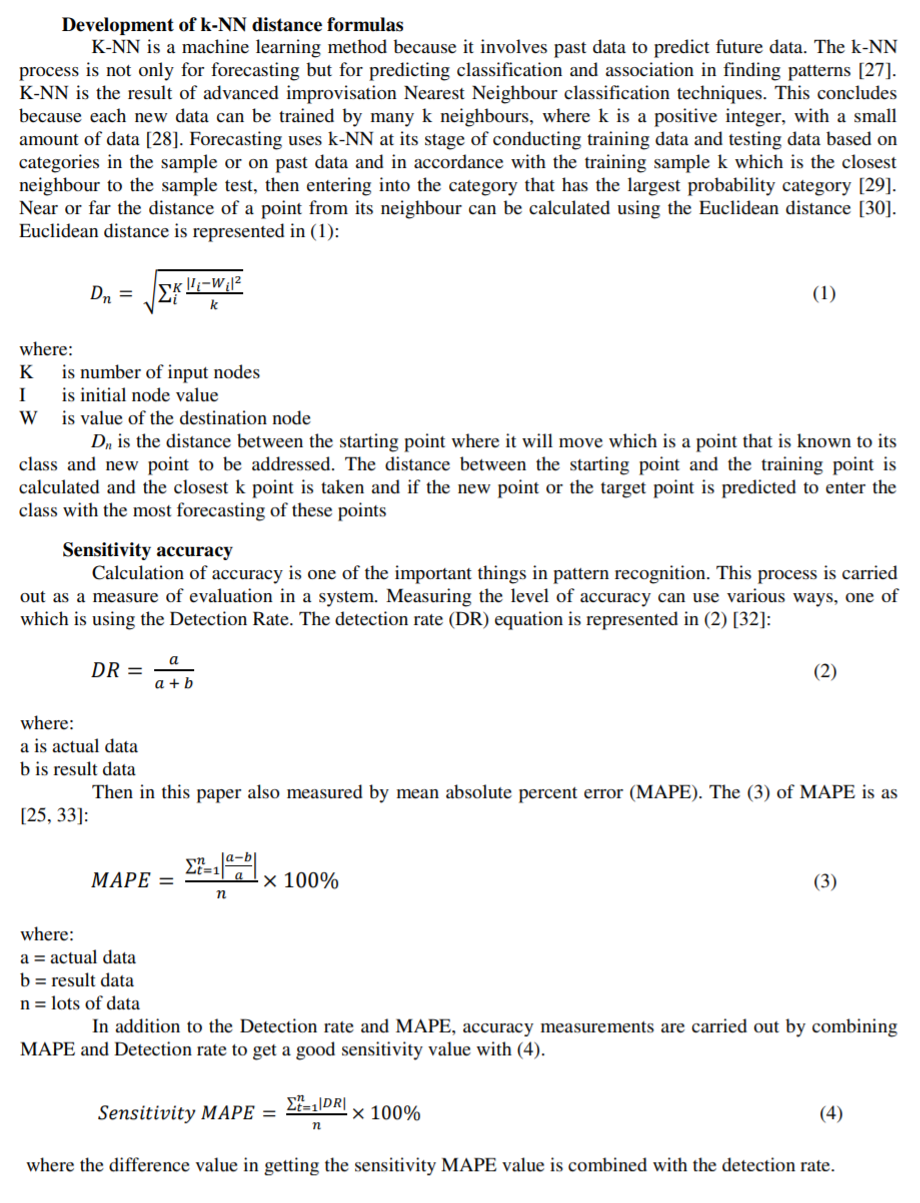 Development of k-NN distance formulas
K-NN is a machine learning method because it involves past data to predict future data. The k-NN
process is not only for forecasting but for predicting classification and association in finding patterns [27].
K-NN is the result of advanced improvisation Nearest Neighbour classification techniques. This concludes
because each new data can be trained by many k neighbours, where k is a positive integer, with a small
amount of data [28]. Forecasting uses k-NN at its stage of conducting training data and testing data based on
categories in the sample or on past data and in accordance with the training sample k which is the closest
neighbour to the sample test, then entering into the category that has the largest probability category [29].
Near or far the distance of a point from its neighbour can be calculated using the Euclidean distance [30].
Euclidean distance is represented in (1):
D_n = √(∑_i^K |I_i−W_i|²/k) (1)
where:
K is number of input nodes
I is initial node value
W is value of the destination node
D_n is the distance between the starting point where it will move which is a point that is known to its
class and new point to be addressed. The distance between the starting point and the training point is
calculated and the closest k point is taken and if the new point or the target point is predicted to enter the
class with the most forecasting of these points
Sensitivity accuracy
Calculation of accuracy is one of the important things in pattern recognition. This process is carried
out as a measure of evaluation in a system. Measuring the level of accuracy can use various ways, one of
which is using the Detection Rate. The detection rate (DR) equation is represented in (2) [32]:
DR = a/(a + b) (2)
where:
a is actual data
b is result data
Then in this paper also measured by mean absolute percent error (MAPE). The (3) of MAPE is as
[25, 33]:
MAPE = (∑_{t=1}^n |(a−b)/a|)/n × 100% (3)
where:
a = actual data
b = result data
n = lots of data
In addition to the Detection rate and MAPE, accuracy measurements are carried out by combining
MAPE and Detection rate to get a good sensitivity value with (4).
Sensitivity MAPE = (∑_{t=1}^n |DR|)/n × 100% (4)
where the difference value in getting the sensitivity MAPE value is combined with the detection rate.